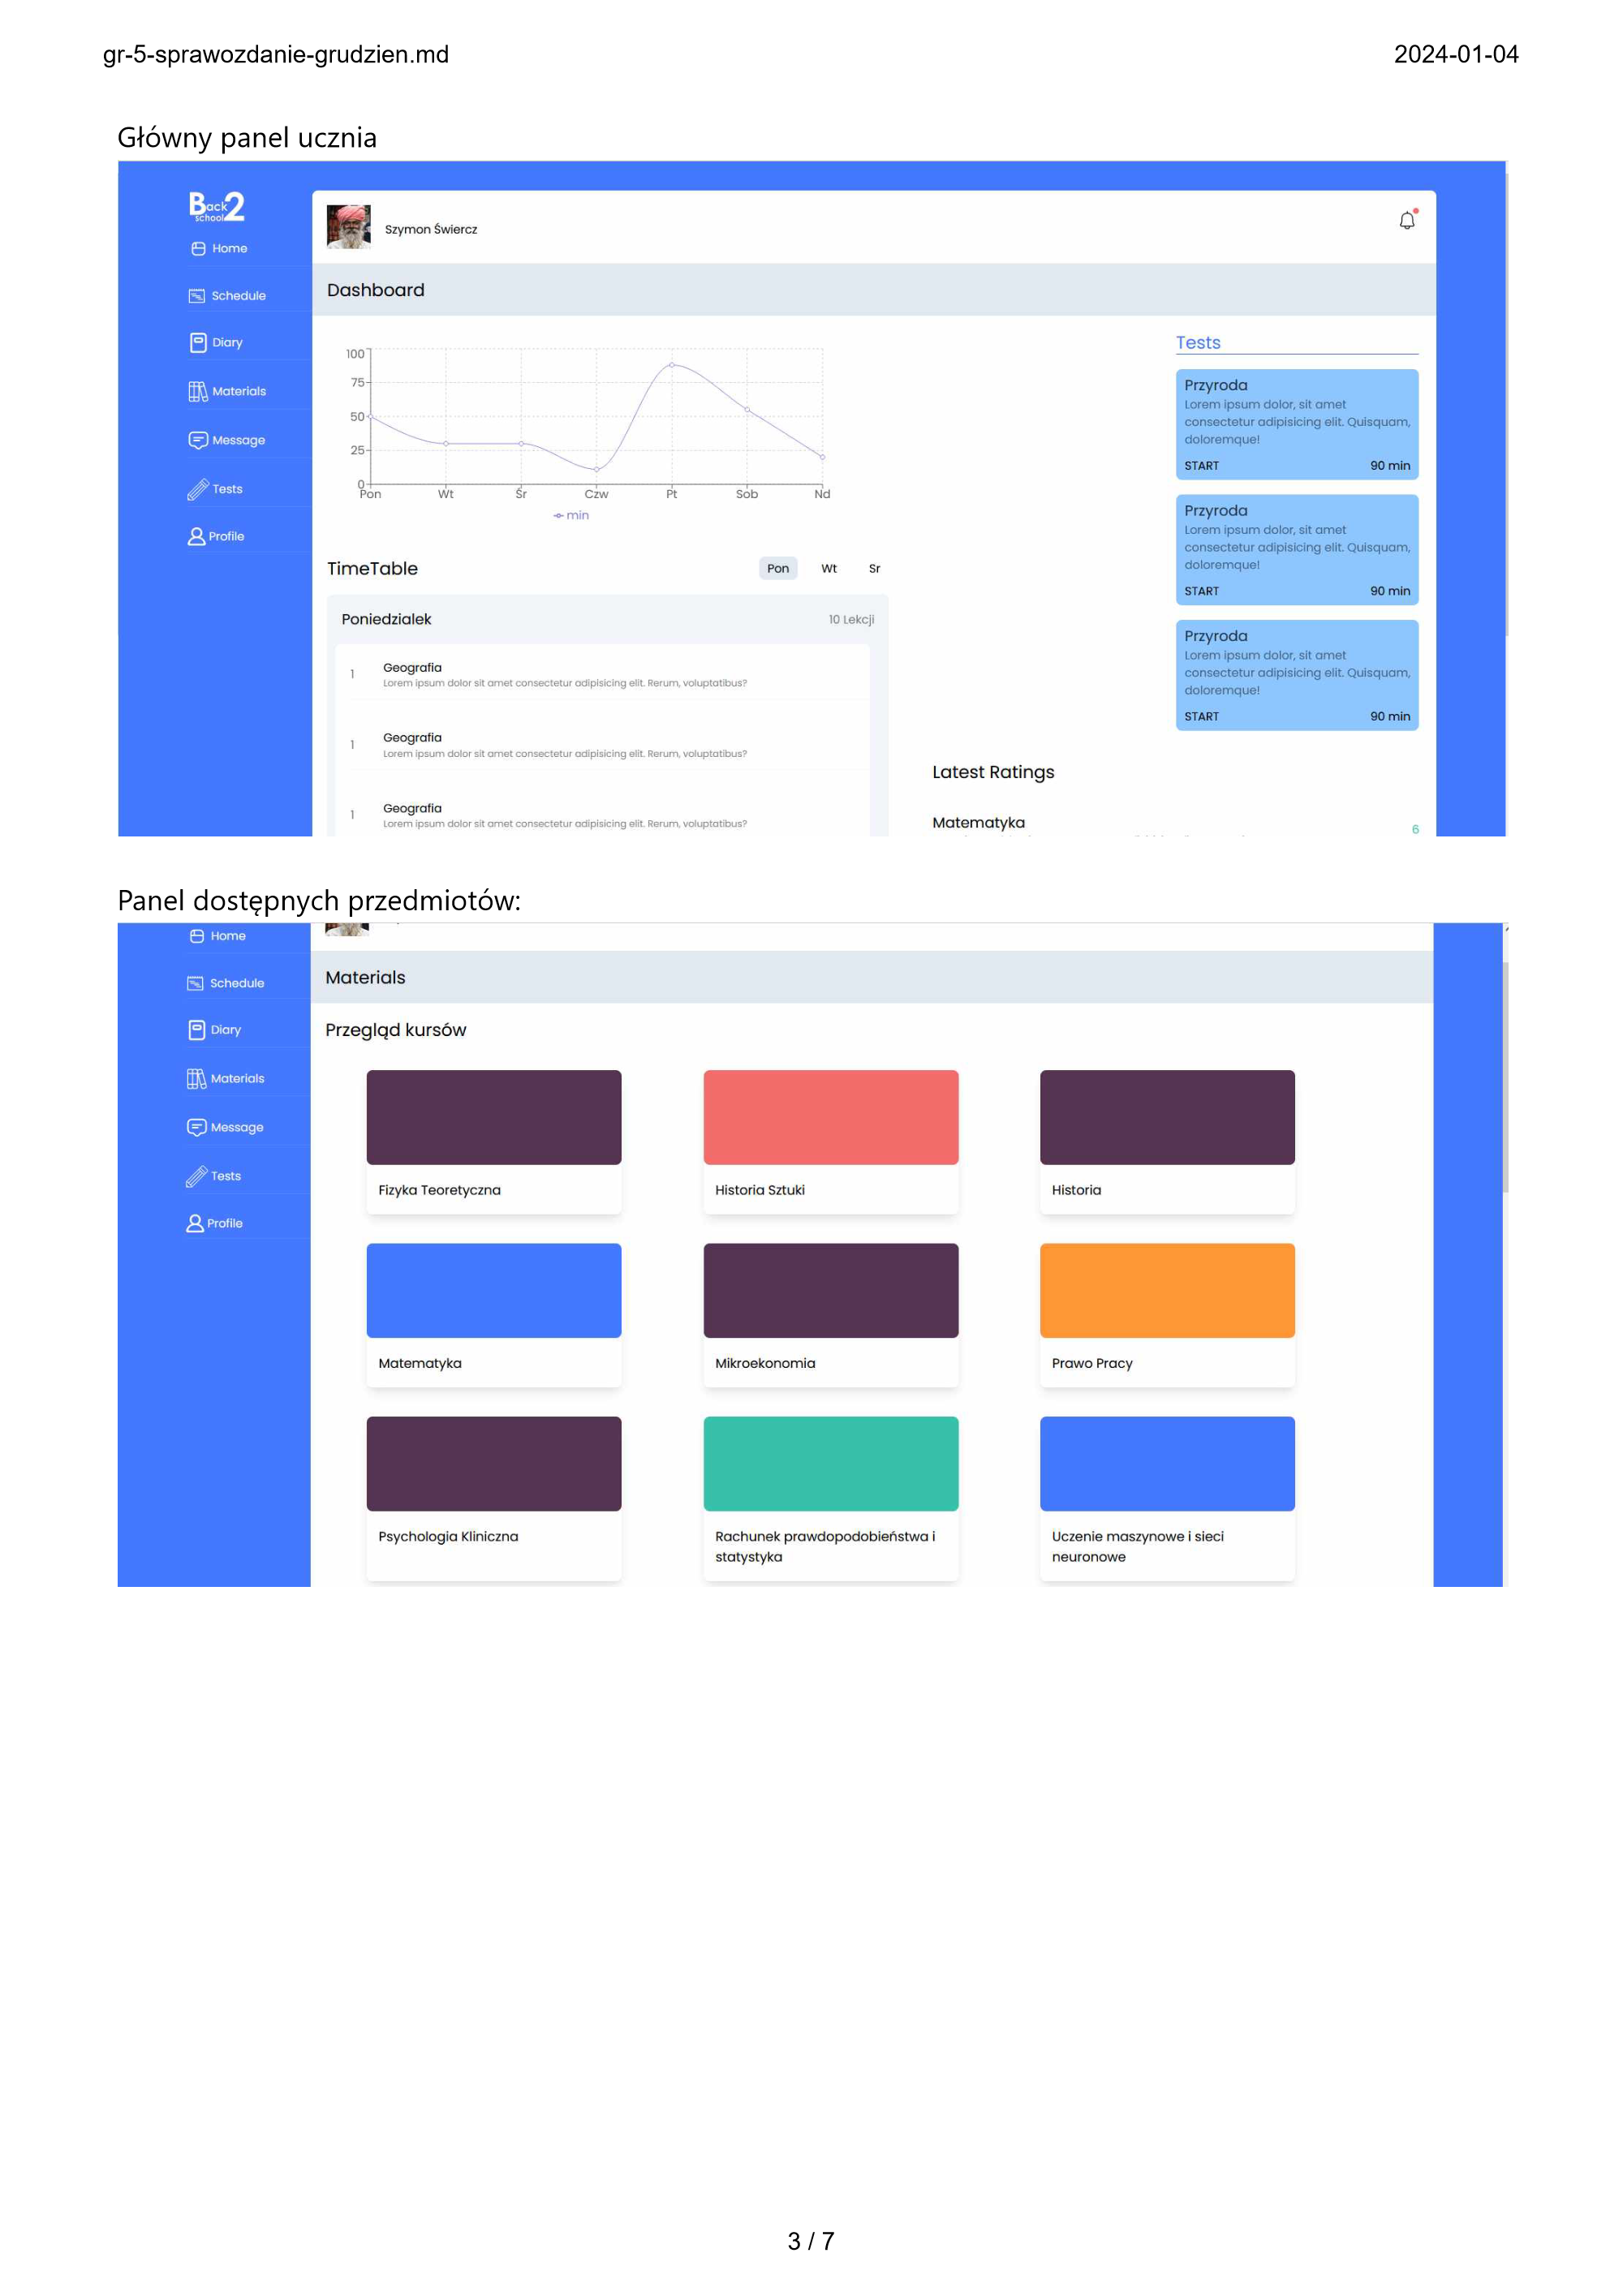 gr-5-sprawozdanie-grudzien.md
2024-01-04
Główny panel ucznia
Back2
school
Home
Schedule
Diary
Materials
Message
Tests
Profile
Szymon Świercz
Dashboard
100
75
50
25
0
Pon Wt Śr Czw Pt Sob Nd
min
TimeTable
Pon Wt Sr
Poniedzialek
10 Lekcji
1
Geografia
Lorem ipsum dolor sit amet consectetur adipisicing elit. Rerum, voluptatibus?
1
Geografia
Lorem ipsum dolor sit amet consectetur adipisicing elit. Rerum, voluptatibus?
1
Geografia
Lorem ipsum dolor sit amet consectetur adipisicing elit. Rerum, voluptatibus?
Tests
Przyroda
Lorem ipsum dolor, sit amet
consectetur adipisicing elit. Quisquam,
doloremque!
START 90 min
Przyroda
Lorem ipsum dolor, sit amet
consectetur adipisicing elit. Quisquam,
doloremque!
START 90 min
Przyroda
Lorem ipsum dolor, sit amet
consectetur adipisicing elit. Quisquam,
doloremque!
START 90 min
Latest Ratings
Matematyka
6
Panel dostępnych przedmiotów:
Home
Schedule
Diary
Materials
Message
Tests
Profile
Materials
Przegląd kursów
Fizyka Teoretyczna
Historia Sztuki
Historia
Matematyka
Mikroekonomia
Prawo Pracy
Psychologia Kliniczna
Rachunek prawdopodobieństwa i
statystyka
Uczenie maszynowe i sieci
neuronowe
3 / 7